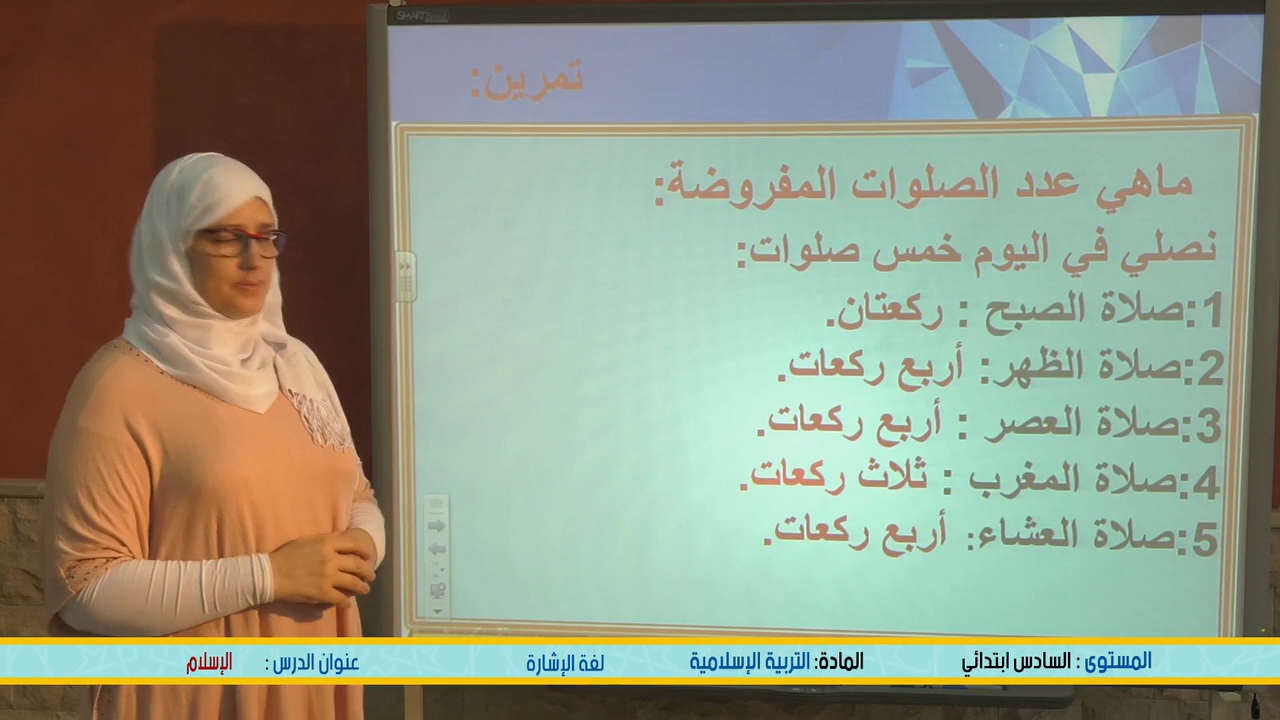 تمرين:
ماهي عدد الصلوات المفروضة:
نصلي في اليوم خمس صلوات:
1:صلاة الصبح : ركعتان.
2:صلاة الظهر: أربع ركعات.
3:صلاة العصر : أربع ركعات.
4:صلاة المغرب : ثلاث ركعات.
5:صلاة العشاء: أربع ركعات.
المستوى : السادس ابتدائي المادة: التربية الإسلامية لغة الإشارة عنوان الدرس : الإسلام